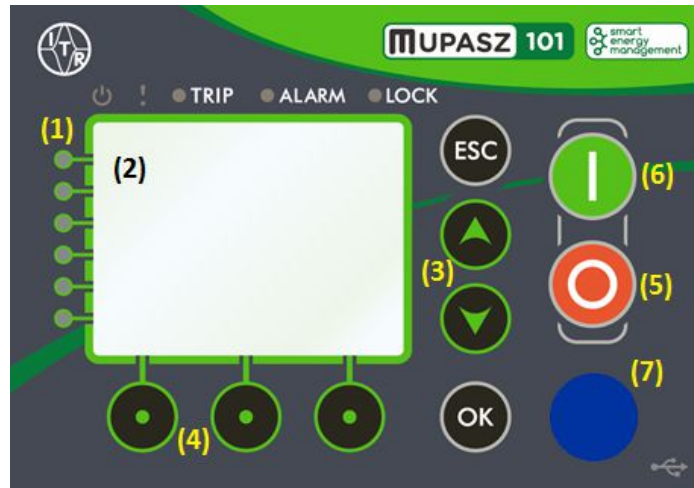 ITR
MUPASZ 101
smart
energy
management
! TRIP ALARM LOCK
(1)
(2)
ESC
(6)
(3)
(5)
(7)
(4)
OK